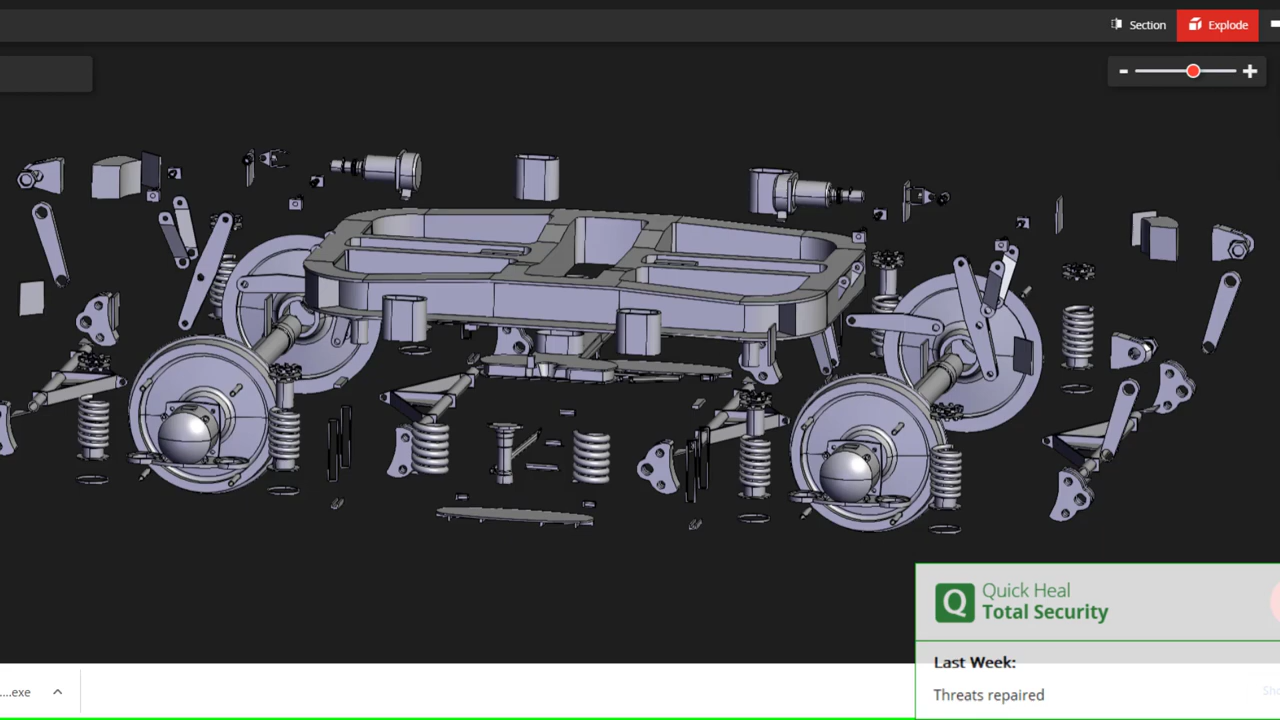 Section
Explode
Q Quick Heal
Total Security
Last Week:
Threats repaired
....exe